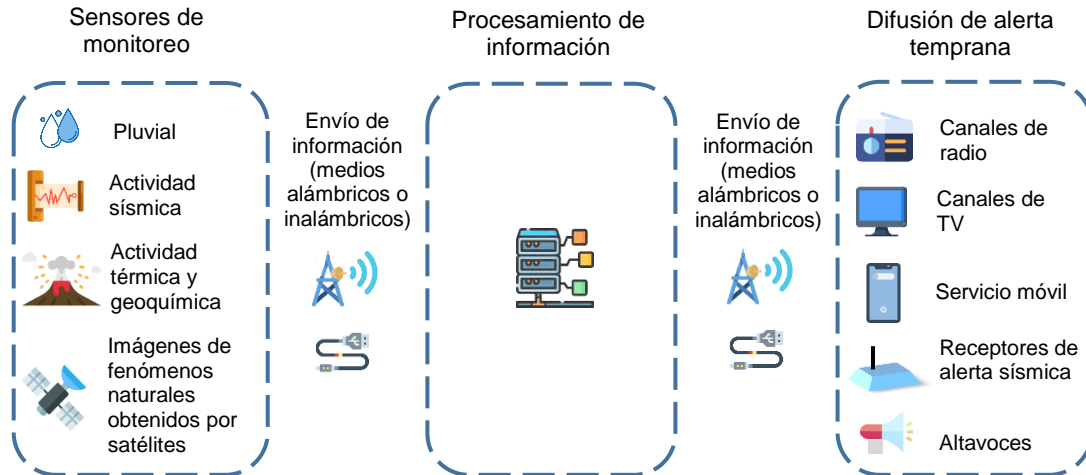 Sensores de
monitoreo
Pluvial
Actividad
sísmica
Actividad
térmica y
geoquímica
Imágenes de
fenómenos
naturales
obtenidos por
satélites
Envío de
información
(medios
alámbricos o
inalámbricos)
Procesamiento de
información
Envío de
información
(medios
alámbricos o
inalámbricos)
Difusión de alerta
temprana
Canales de
radio
Canales de
TV
Servicio móvil
Receptores de
alerta sísmica
Altavoces